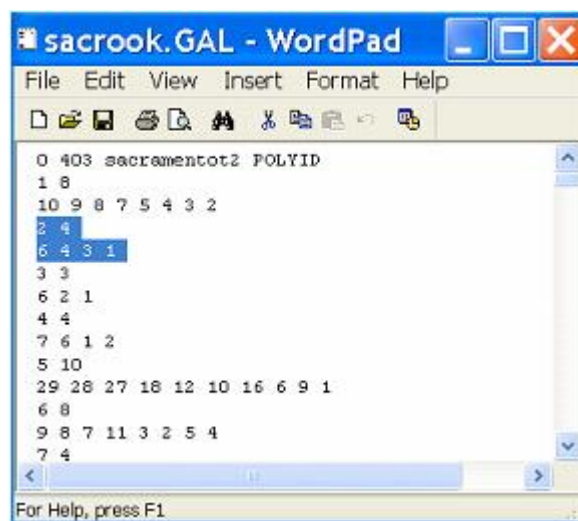 sacrook.GAL - WordPad
File Edit View Insert Format Help
0 403 sacramentot2 POLYID
1 8
10 9 8 7 5 4 3 2
2 4
6 4 3 1
3 3
6 2 1
4 4
7 6 1 2
5 10
29 28 27 18 12 10 16 6 9 1
6 8
9 8 7 11 3 2 5 4
7 4
For Help, press F1